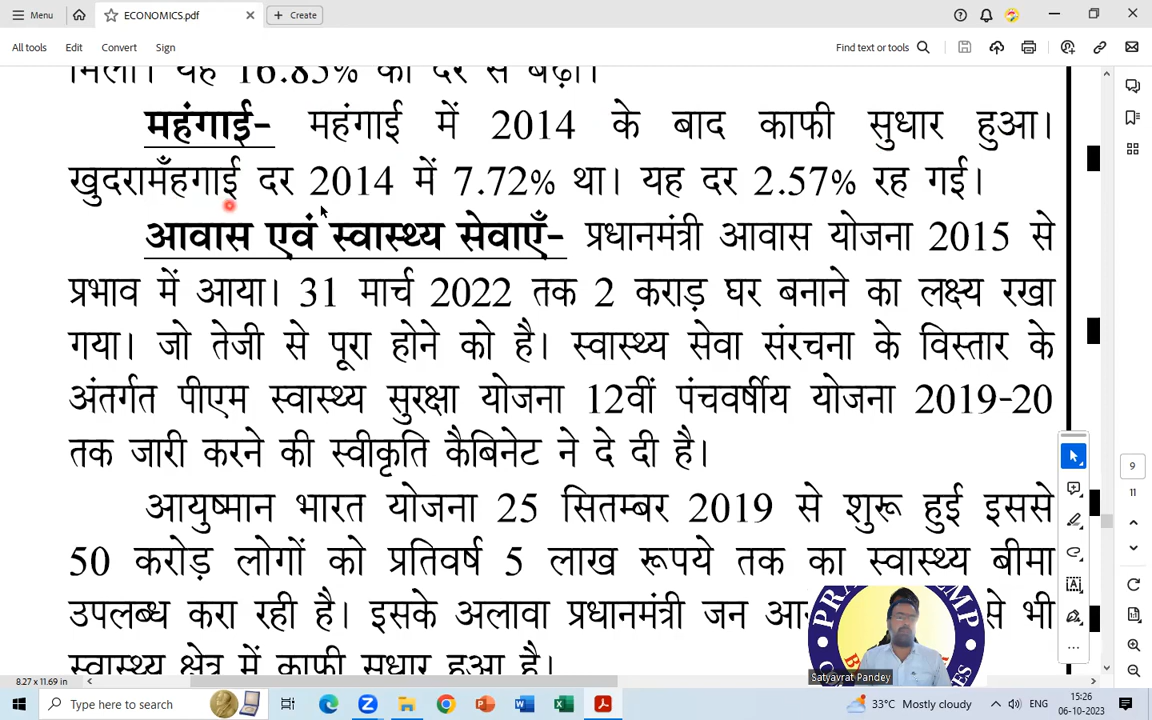 Menu
ECONOMICS.pdf
Create
All tools Edit Convert Sign
Find text or tools
मिला। यह 16.85% की दर से बढ़ा।
महंगाई- महंगाई में 2014 के बाद काफी सुधार हुआ।
खुदरामँहगाई दर 2014 में 7.72% था। यह दर 2.57% रह गई।
आवास एवं स्वास्थ्य सेवाएँ- प्रधानमंत्री आवास योजना 2015 से
प्रभाव में आया। 31 मार्च 2022 तक 2 कराड़ घर बनाने का लक्ष्य रखा
गया। जो तेजी से पूरा होने को है। स्वास्थ्य सेवा संरचना के विस्तार के
अंतर्गत पीएम स्वास्थ्य सुरक्षा योजना 12वीं पंचवर्षीय योजना 2019-20
तक जारी करने की स्वीकृति कैबिनेट ने दे दी है।
आयुष्मान भारत योजना 25 सितम्बर 2019 से शुरू हुई इससे
50 करोड़ लोगों को प्रतिवर्ष 5 लाख रूपये तक का स्वास्थ्य बीमा
उपलब्ध करा रही है। इसके अलावा प्रधानमंत्री जन से भी
स्वास्थ्य क्षेत्र में काफी सुधार हुआ है।
9
11
Satyavrat Pandey
8.27 x 11.69 in
Type here to search
33°C Mostly cloudy
ENG
15:26
06-10-2023